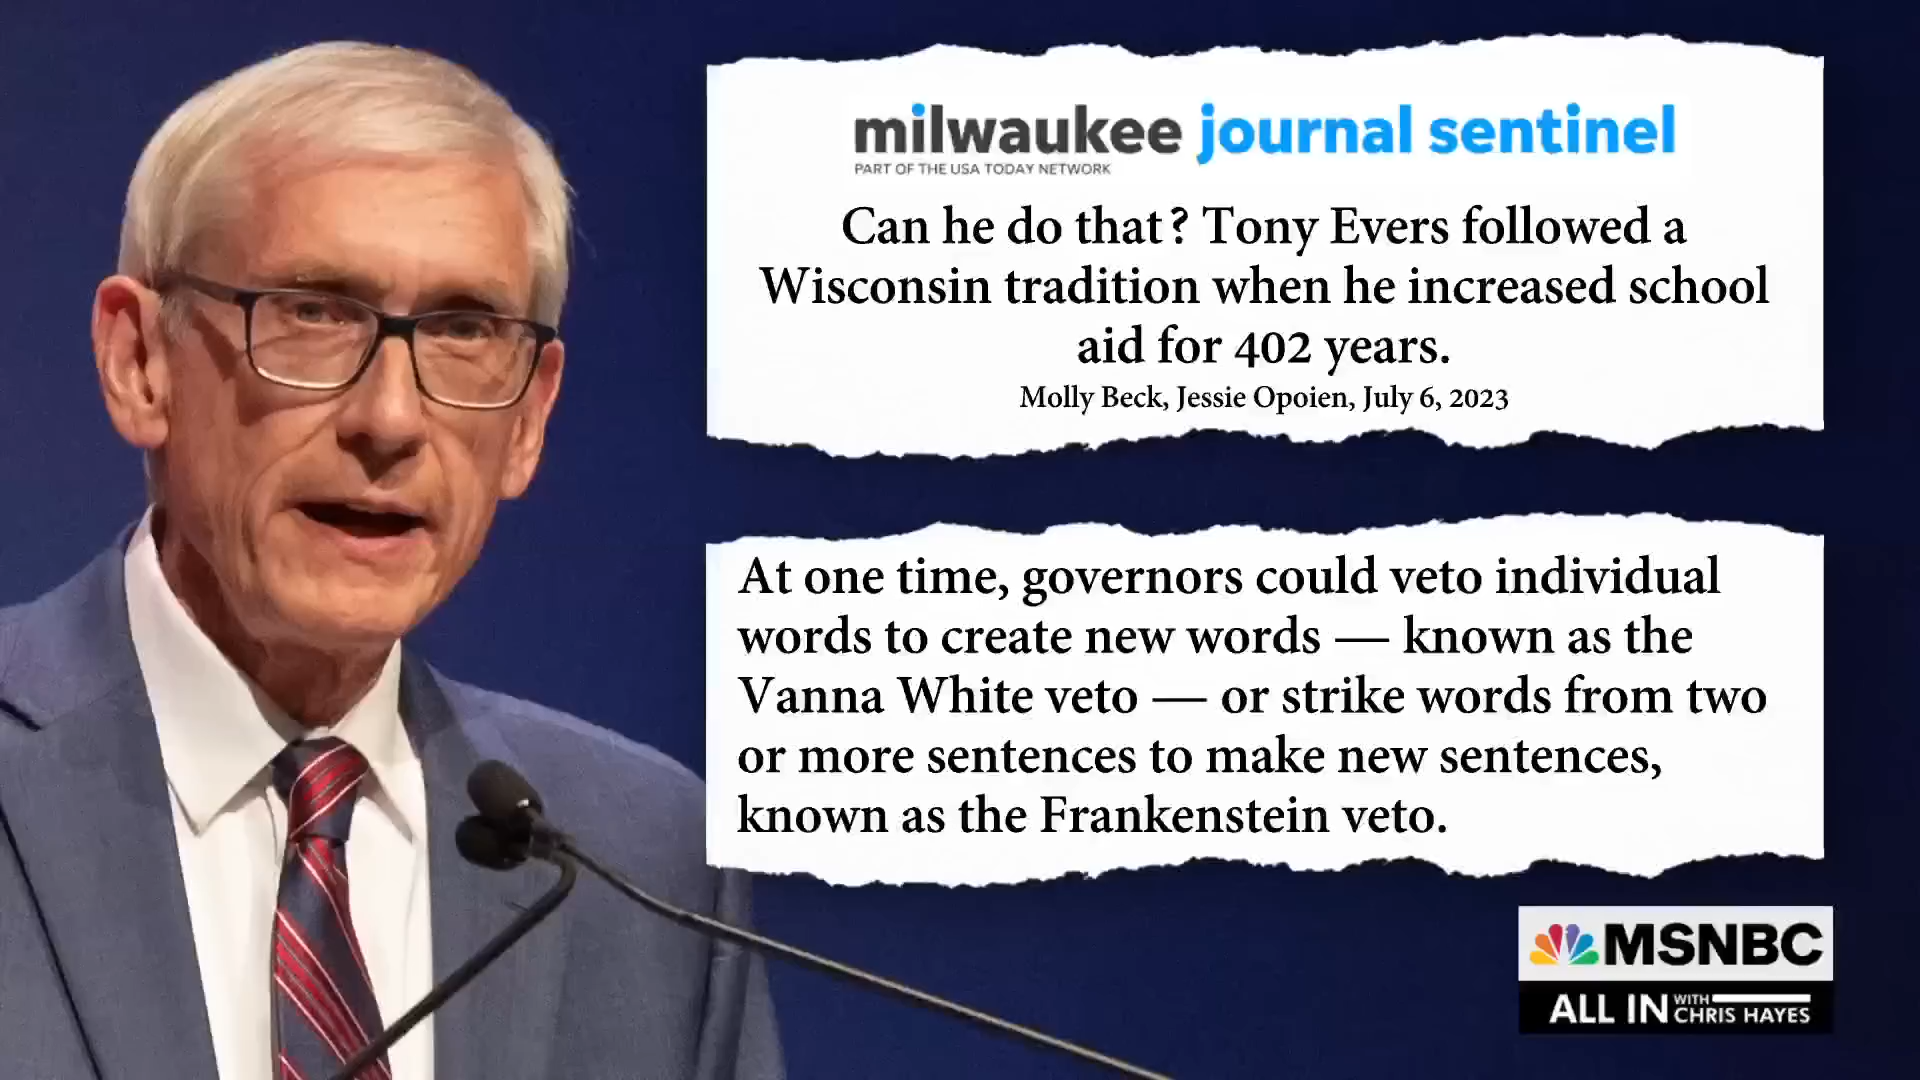 milwaukee journal sentinel
PART OF THE USA TODAY NETWORK
Can he do that? Tony Evers followed a
Wisconsin tradition when he increased school
aid for 402 years.
Molly Beck, Jessie Opoien, July 6, 2023
At one time, governors could veto individual
words to create new words — known as the
Vanna White veto — or strike words from two
or more sentences to make new sentences,
known as the Frankenstein veto.
MSNBC
ALL IN WITH CHRIS HAYES